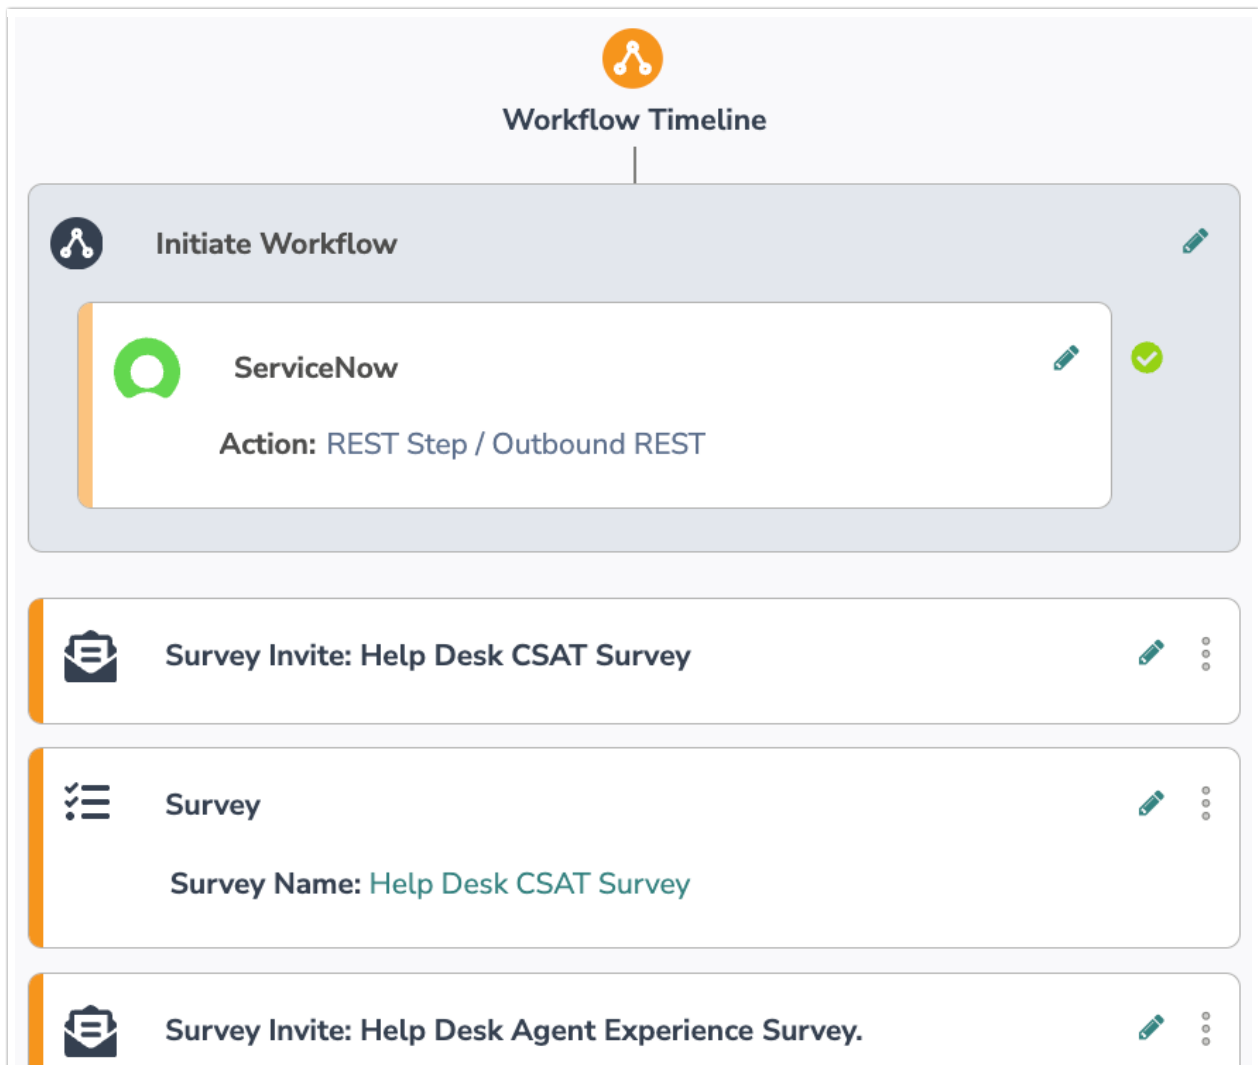 Workflow Timeline
Initiate Workflow
ServiceNow
Action: REST Step / Outbound REST
Survey Invite: Help Desk CSAT Survey
Survey
Survey Name: Help Desk CSAT Survey
Survey Invite: Help Desk Agent Experience Survey.